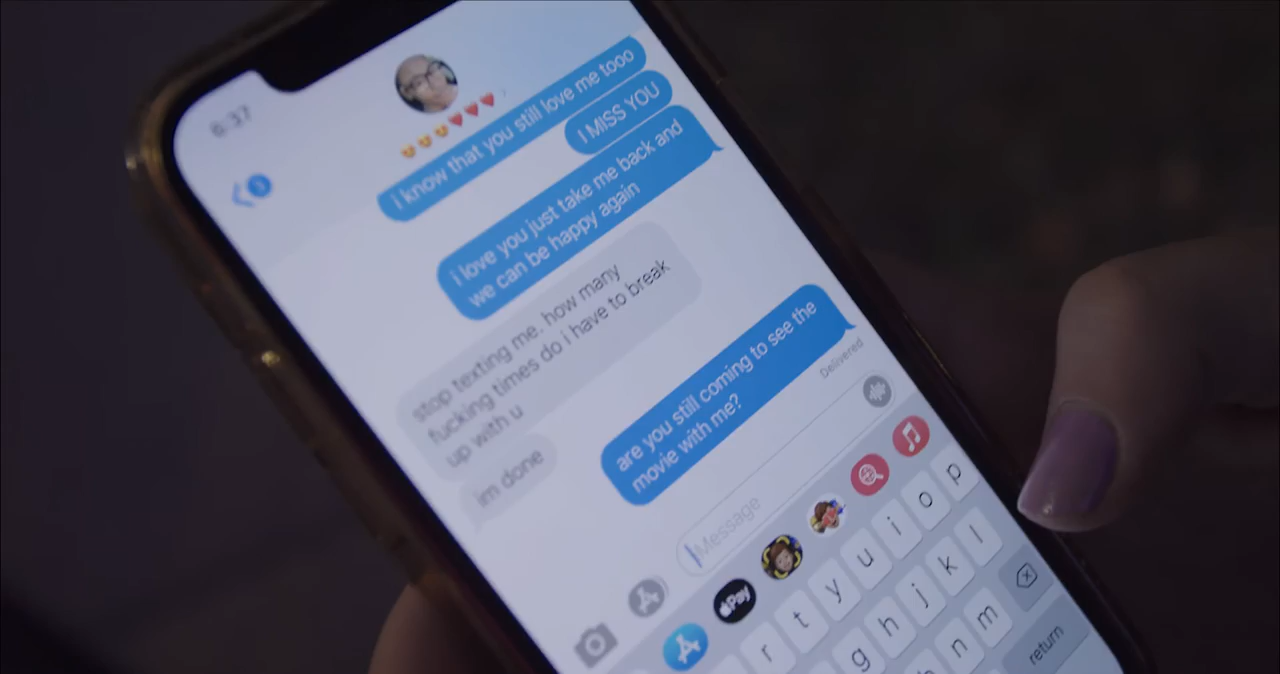 6:37
3
i know that you still love me tooo
I MISS YOU
i love you just take me back and
we can be happy again
stop texting me. how many
fucking times do i have to break
up with u
im done
are you still coming to see the
movie with me?
Delivered
Message
Pay
r t y u i o p
g h j k l
n m
return